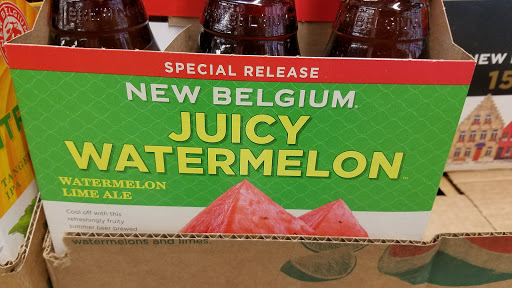 SPECIAL RELEASE
NEW BELGIUM
JUICY
WATERMELON
WATERMELON
LIME ALE
Cool off with this
refreshingly fruity
summer beer brewed
watermelons and limes.
15